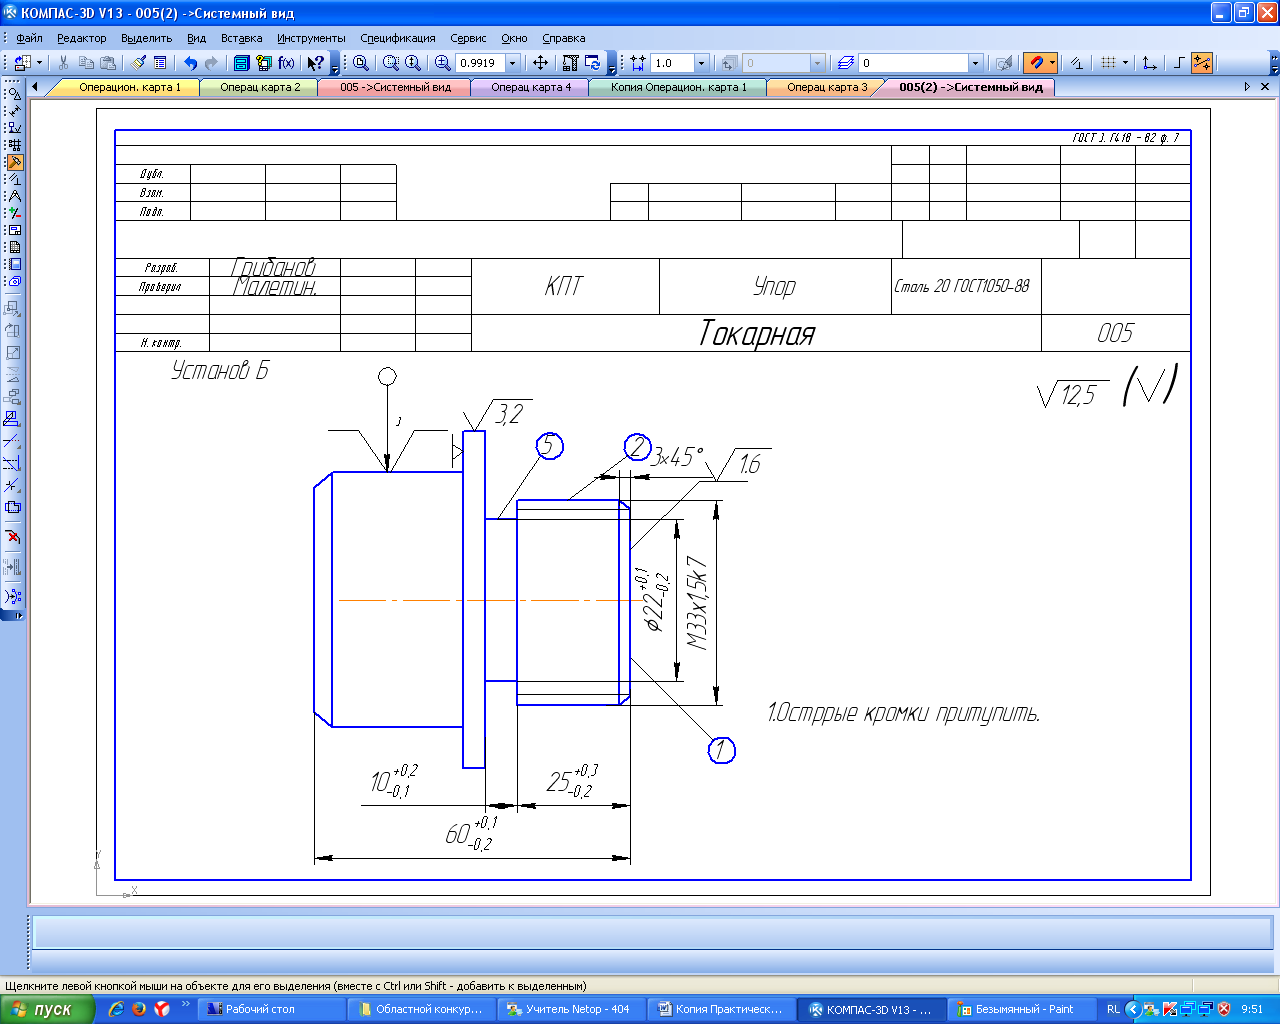 КОМПАС-3D V13 - 005(2) ->Системный вид
Файл Редактор Выделить Вид Вставка Инструменты Спецификация Сервис Окно Справка
f(x) 0.9919 1.0 0 0
Операцион. карта 1 Операц карта 2 005 ->Системный вид Операц карта 4 Копия Операцион. карта 1 Операц карта 3 005(2) ->Системный вид
ГОСТ 3. Г418 - 82 ф. 7
Дубл.
Взам.
Подп.
Разраб. Грибанов
Проверил Малетин.
КПТ Упор Сталь 20 ГОСТ1050-88
Н. контр.
Токарная 005
Установ Б
12,5 (√)
3
3,2
5 2 3x45° 1.6
⌀22+0,1 -0,2
М33х1,5к7
1.Острые кромки притупить.
1
10+0,2 -0,1 25+0,3 -0,2
60+0,1 -0,2
Y
X
Щелкните левой кнопкой мыши на объекте для его выделения (вместе с Ctrl или Shift - добавить к выделенным)
пуск » Рабочий стол Областной конкур... Учитель Netop - 404 Копия Практическ... КОМПАС-3D V13 - ... Безымянный - Paint RL 9:51